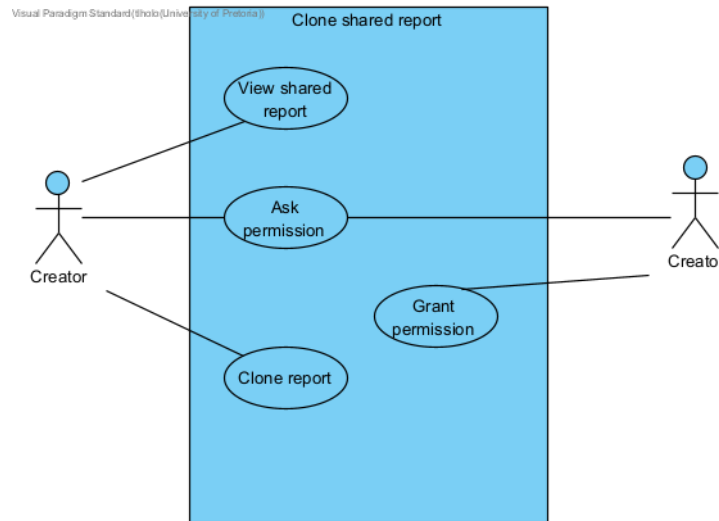 Visual Paradigm Standard(tlholo(University of Pretoria))
Clone shared report
View shared
report
Ask
permission
Creator
Creato
Grant
permission
Clone report